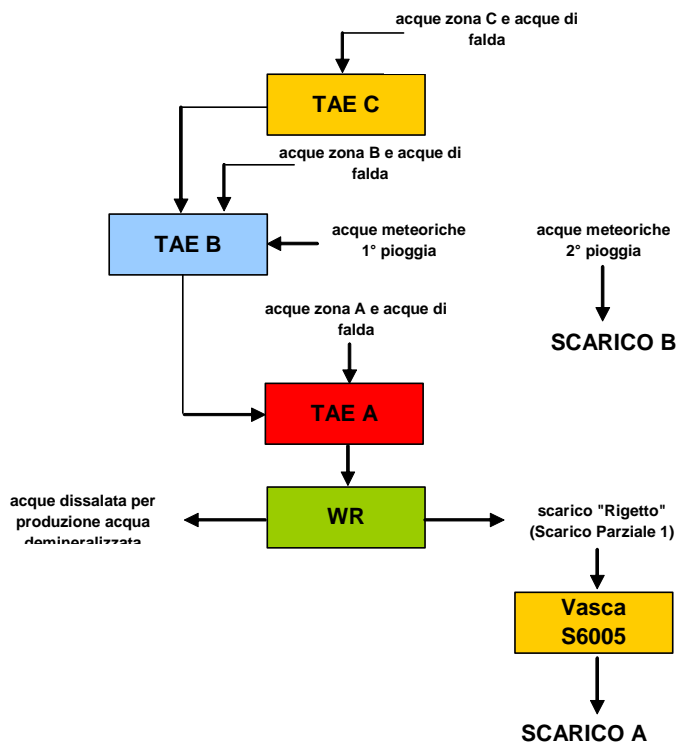 acque zona C e acque di
falda
TAE C
acque zona B e acque di
falda
TAE B
acque meteoriche
1° pioggia
acque meteoriche
2° pioggia
SCARICO B
acque zona A e acque di
falda
TAE A
WR
acque dissalata per
produzione acqua
demineralizzata
scarico "Rigetto"
(Scarico Parziale 1)
Vasca
S6005
SCARICO A